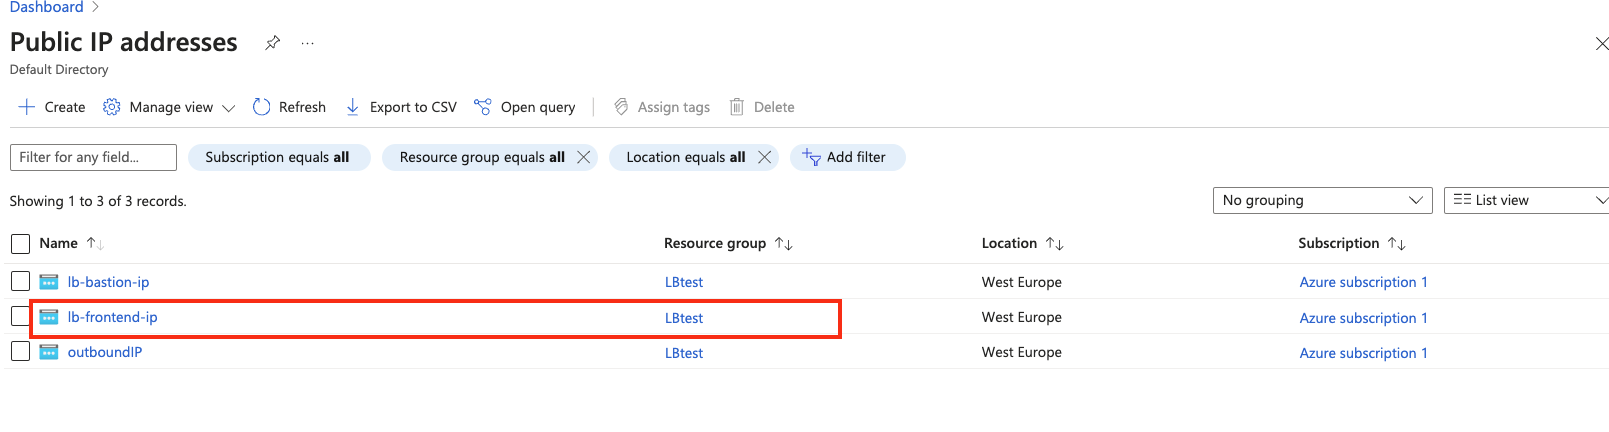 Dashboard >
Public IP addresses ...
Default Directory
Create Manage view Refresh Export to CSV Open query Assign tags Delete
Filter for any field... Subscription equals all Resource group equals all Location equals all Add filter
Showing 1 to 3 of 3 records. No grouping List view
Name Resource group Location Subscription
lb-bastion-ip LBtest West Europe Azure subscription 1
lb-frontend-ip LBtest West Europe Azure subscription 1
outboundIP LBtest West Europe Azure subscription 1